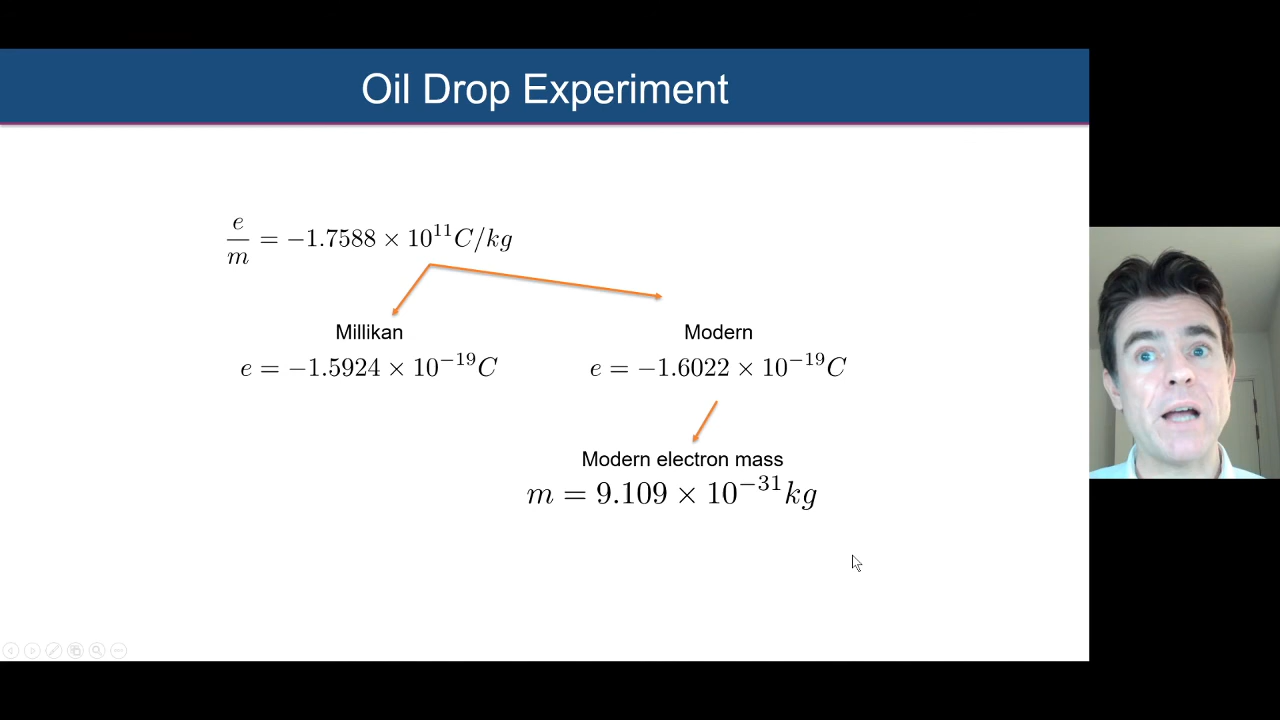 Oil Drop Experiment
e/m = −1.7588 × 10^11 C/kg
Millikan
e = −1.5924 × 10^−19 C
Modern
e = −1.6022 × 10^−19 C
Modern electron mass
m = 9.109 × 10^−31 kg